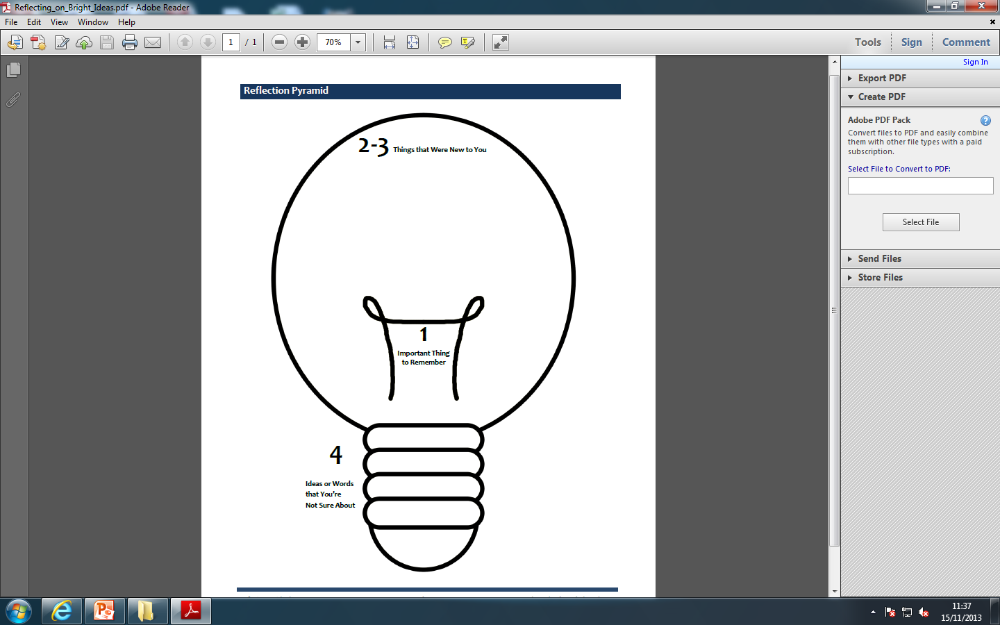 Reflecting_on_Bright_Ideas.pdf - Adobe Reader
File Edit View Window Help
1 / 1 70% Tools Sign Comment
Sign In
Export PDF
Create PDF
Adobe PDF Pack
Convert files to PDF and easily combine
them with other file types with a paid
subscription.
Select File to Convert to PDF:
Select File
Send Files
Store Files
Reflection Pyramid
2-3 Things that Were New to You
1
Important Thing
to Remember
4
Ideas or Words
that You're
Not Sure About
11:37
15/11/2013